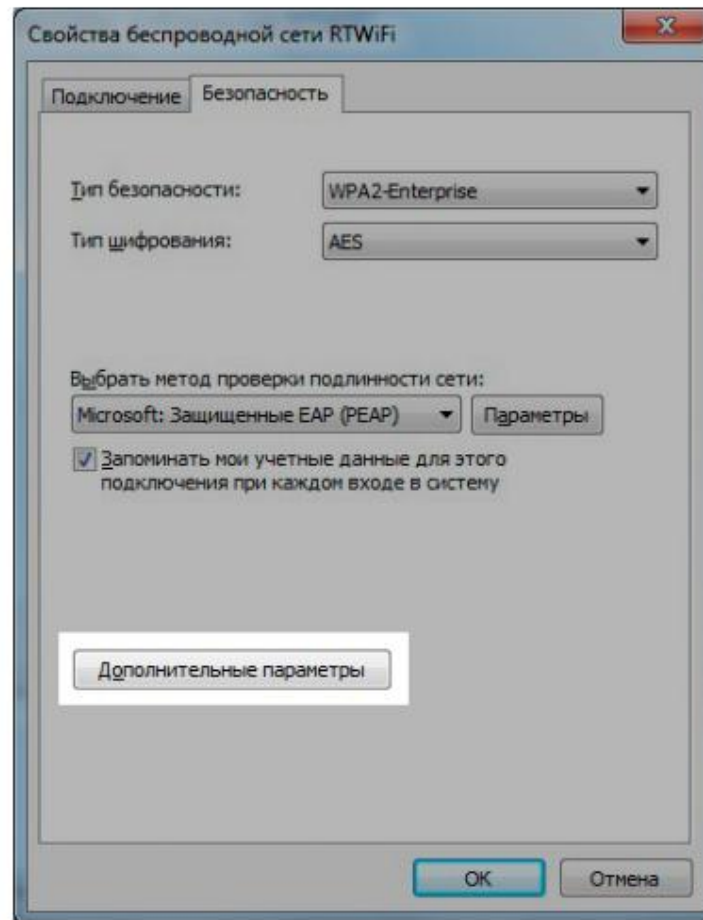 Свойства беспроводной сети RTWiFi
Подключение
Безопасность
Тип безопасности:
WPA2-Enterprise
Тип шифрования:
AES
Выбрать метод проверки подлинности сети:
Microsoft: Защищенные EAP (PEAP)
Параметры
Запоминать мои учетные данные для этого
подключения при каждом входе в систему
Дополнительные параметры
ОК
Отмена